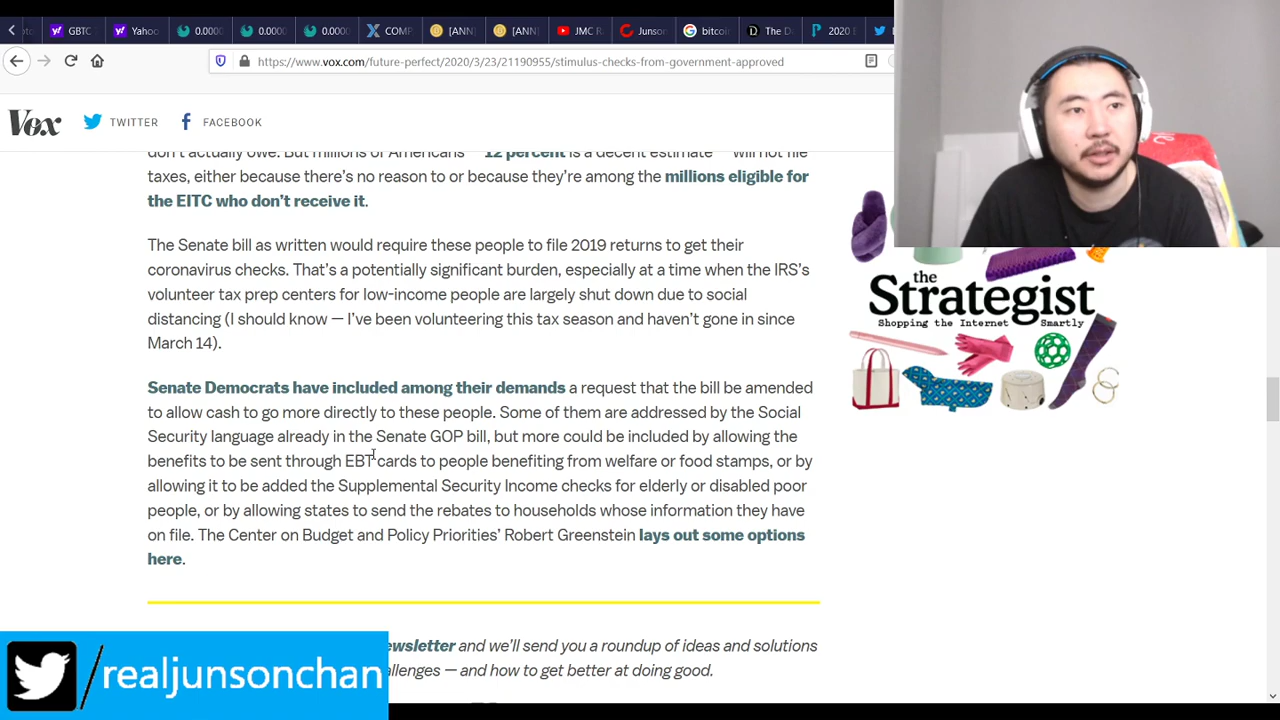 GBTC
Yahoo
0.0000
0.0000
0.0000
COMP
[ANN
[ANN
JMC R
Junson
bitcoi
The D
2020 E
https://www.vox.com/future-perfect/2020/3/23/21190955/stimulus-checks-from-government-approved
Vox
TWITTER
FACEBOOK
don't actually owe. But millions of Americans — 12 percent is a decent estimate — will not file
taxes, either because there's no reason to or because they're among the millions eligible for
the EITC who don't receive it.
The Senate bill as written would require these people to file 2019 returns to get their
coronavirus checks. That's a potentially significant burden, especially at a time when the IRS's
volunteer tax prep centers for low-income people are largely shut down due to social
distancing (I should know — I've been volunteering this tax season and haven't gone in since
March 14).
Senate Democrats have included among their demands a request that the bill be amended
to allow cash to go more directly to these people. Some of them are addressed by the Social
Security language already in the Senate GOP bill, but more could be included by allowing the
benefits to be sent through EBT cards to people benefiting from welfare or food stamps, or by
allowing it to be added the Supplemental Security Income checks for elderly or disabled poor
people, or by allowing states to send the rebates to households whose information they have
on file. The Center on Budget and Policy Priorities' Robert Greenstein lays out some options
here.
the
Strategist
Shopping the Internet Smartly
ewsletter and we'll send you a roundup of ideas and solutions
allenges — and how to get better at doing good.
/realjunsonchan